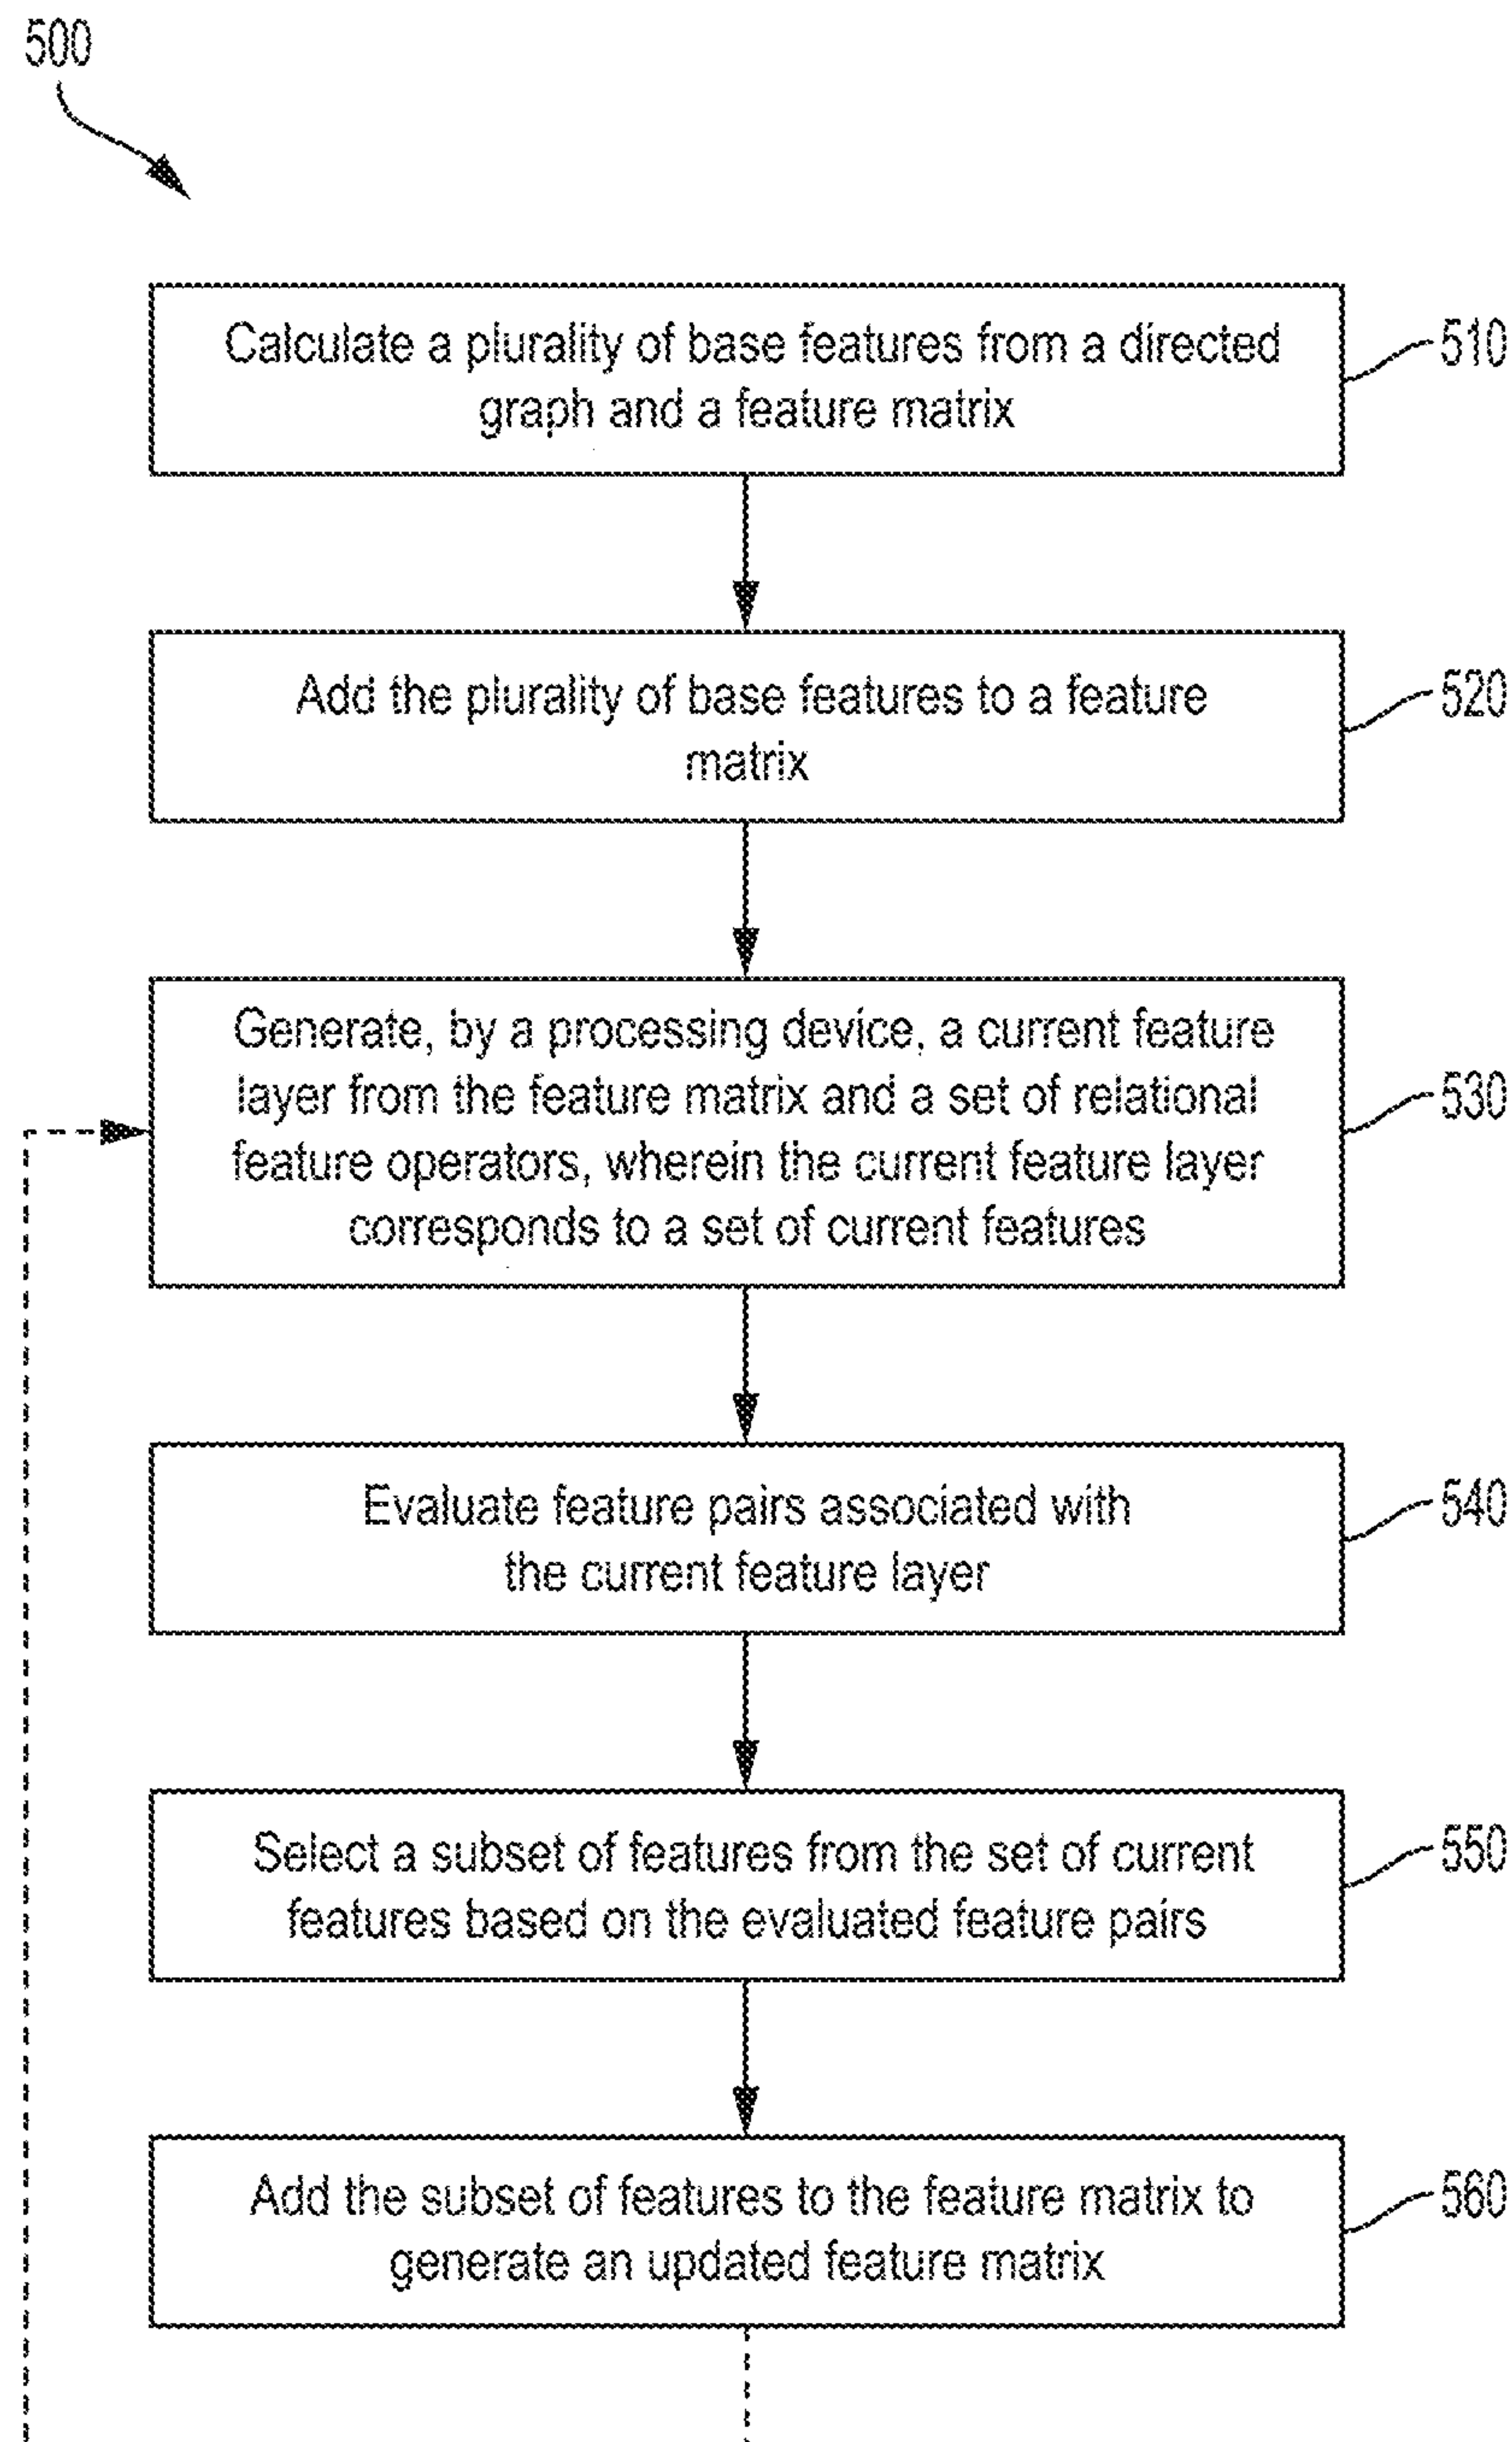 500
Calculate a plurality of base features from a directed
graph and a feature matrix
510
Add the plurality of base features to a feature
matrix
520
Generate, by a processing device, a current feature
layer from the feature matrix and a set of relational
feature operators, wherein the current feature layer
corresponds to a set of current features
530
Evaluate feature pairs associated with
the current feature layer
540
Select a subset of features from the set of current
features based on the evaluated feature pairs
550
Add the subset of features to the feature matrix to
generate an updated feature matrix
560